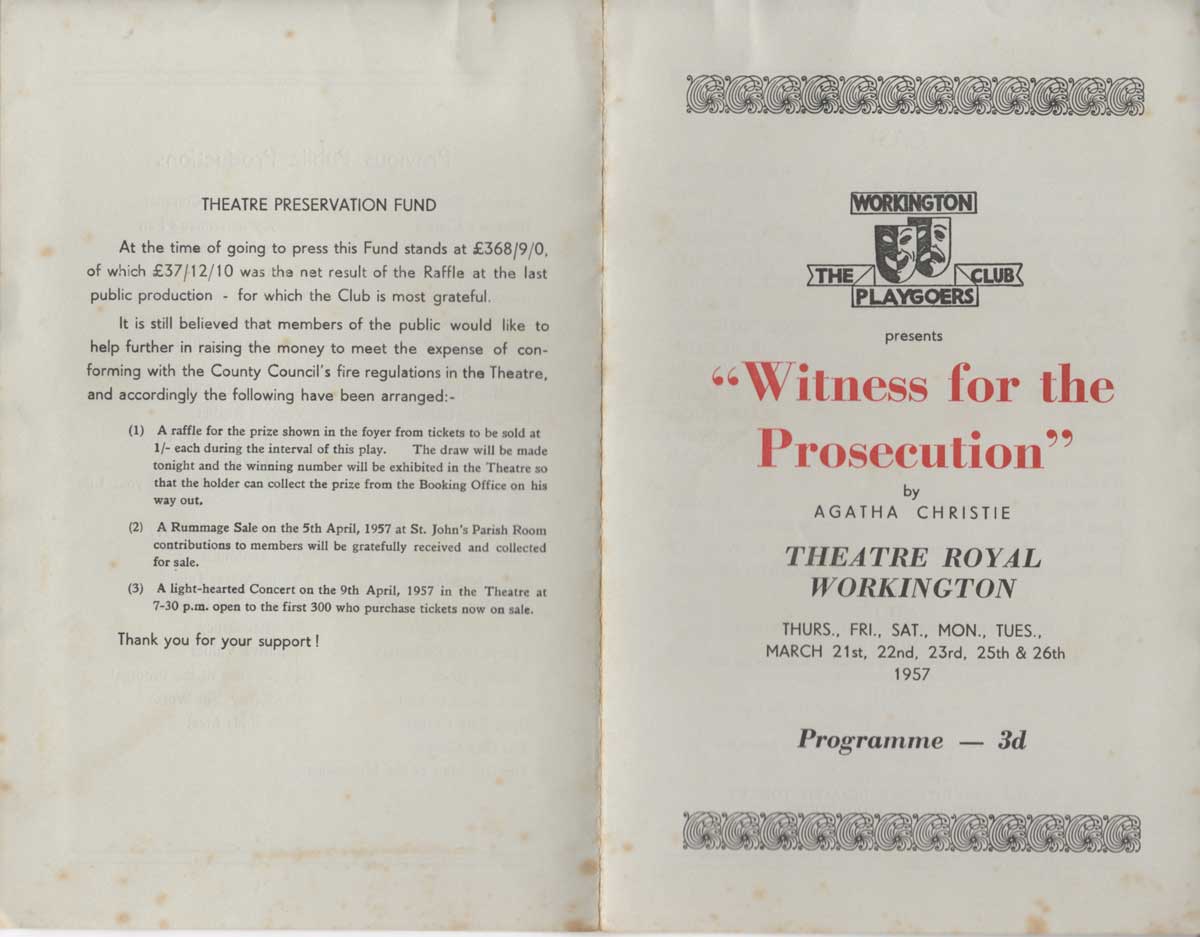 THEATRE PRESERVATION FUND
At the time of going to press this Fund stands at £368/9/0,
of which £37/12/10 was the net result of the Raffle at the last
public production - for which the Club is most grateful.
It is still believed that members of the public would like to
help further in raising the money to meet the expense of con-
forming with the County Council's fire regulations in the Theatre,
and accordingly the following have been arranged:-
(1) A raffle for the prize shown in the foyer from tickets to be sold at
1/- each during the interval of this play. The draw will be made
tonight and the winning number will be exhibited in the Theatre so
that the holder can collect the prize from the Booking Office on his
way out.
(2) A Rummage Sale on the 5th April, 1957 at St. John's Parish Room
contributions to members will be gratefully received and collected
for sale.
(3) A light-hearted Concert on the 9th April, 1957 in the Theatre at
7-30 p.m. open to the first 300 who purchase tickets now on sale.
Thank you for your support !
WORKINGTON
THE CLUB
PLAYGOERS
presents
"Witness for the
Prosecution"
by
AGATHA CHRISTIE
THEATRE ROYAL
WORKINGTON
THURS., FRI., SAT., MON., TUES.,
MARCH 21st, 22nd, 23rd, 25th & 26th
1957
Programme — 3d